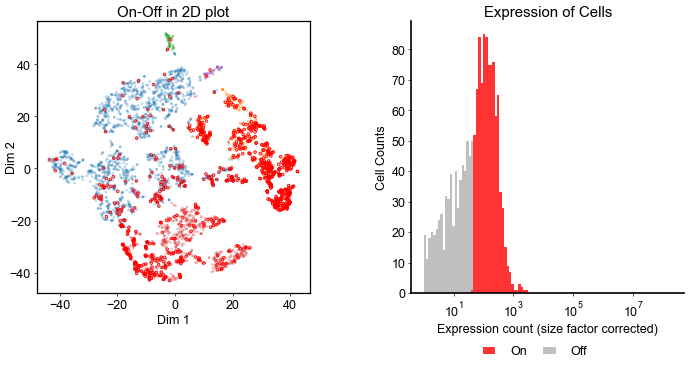 On-Off in 2D plot
40
20
0
−20
−40
Dim 2
−40 −20 0 20 40
Dim 1
Expression of Cells
80
70
60
50
40
30
20
10
0
Cell Counts
10^1 10^3 10^5 10^7
Expression count (size factor corrected)
On Off